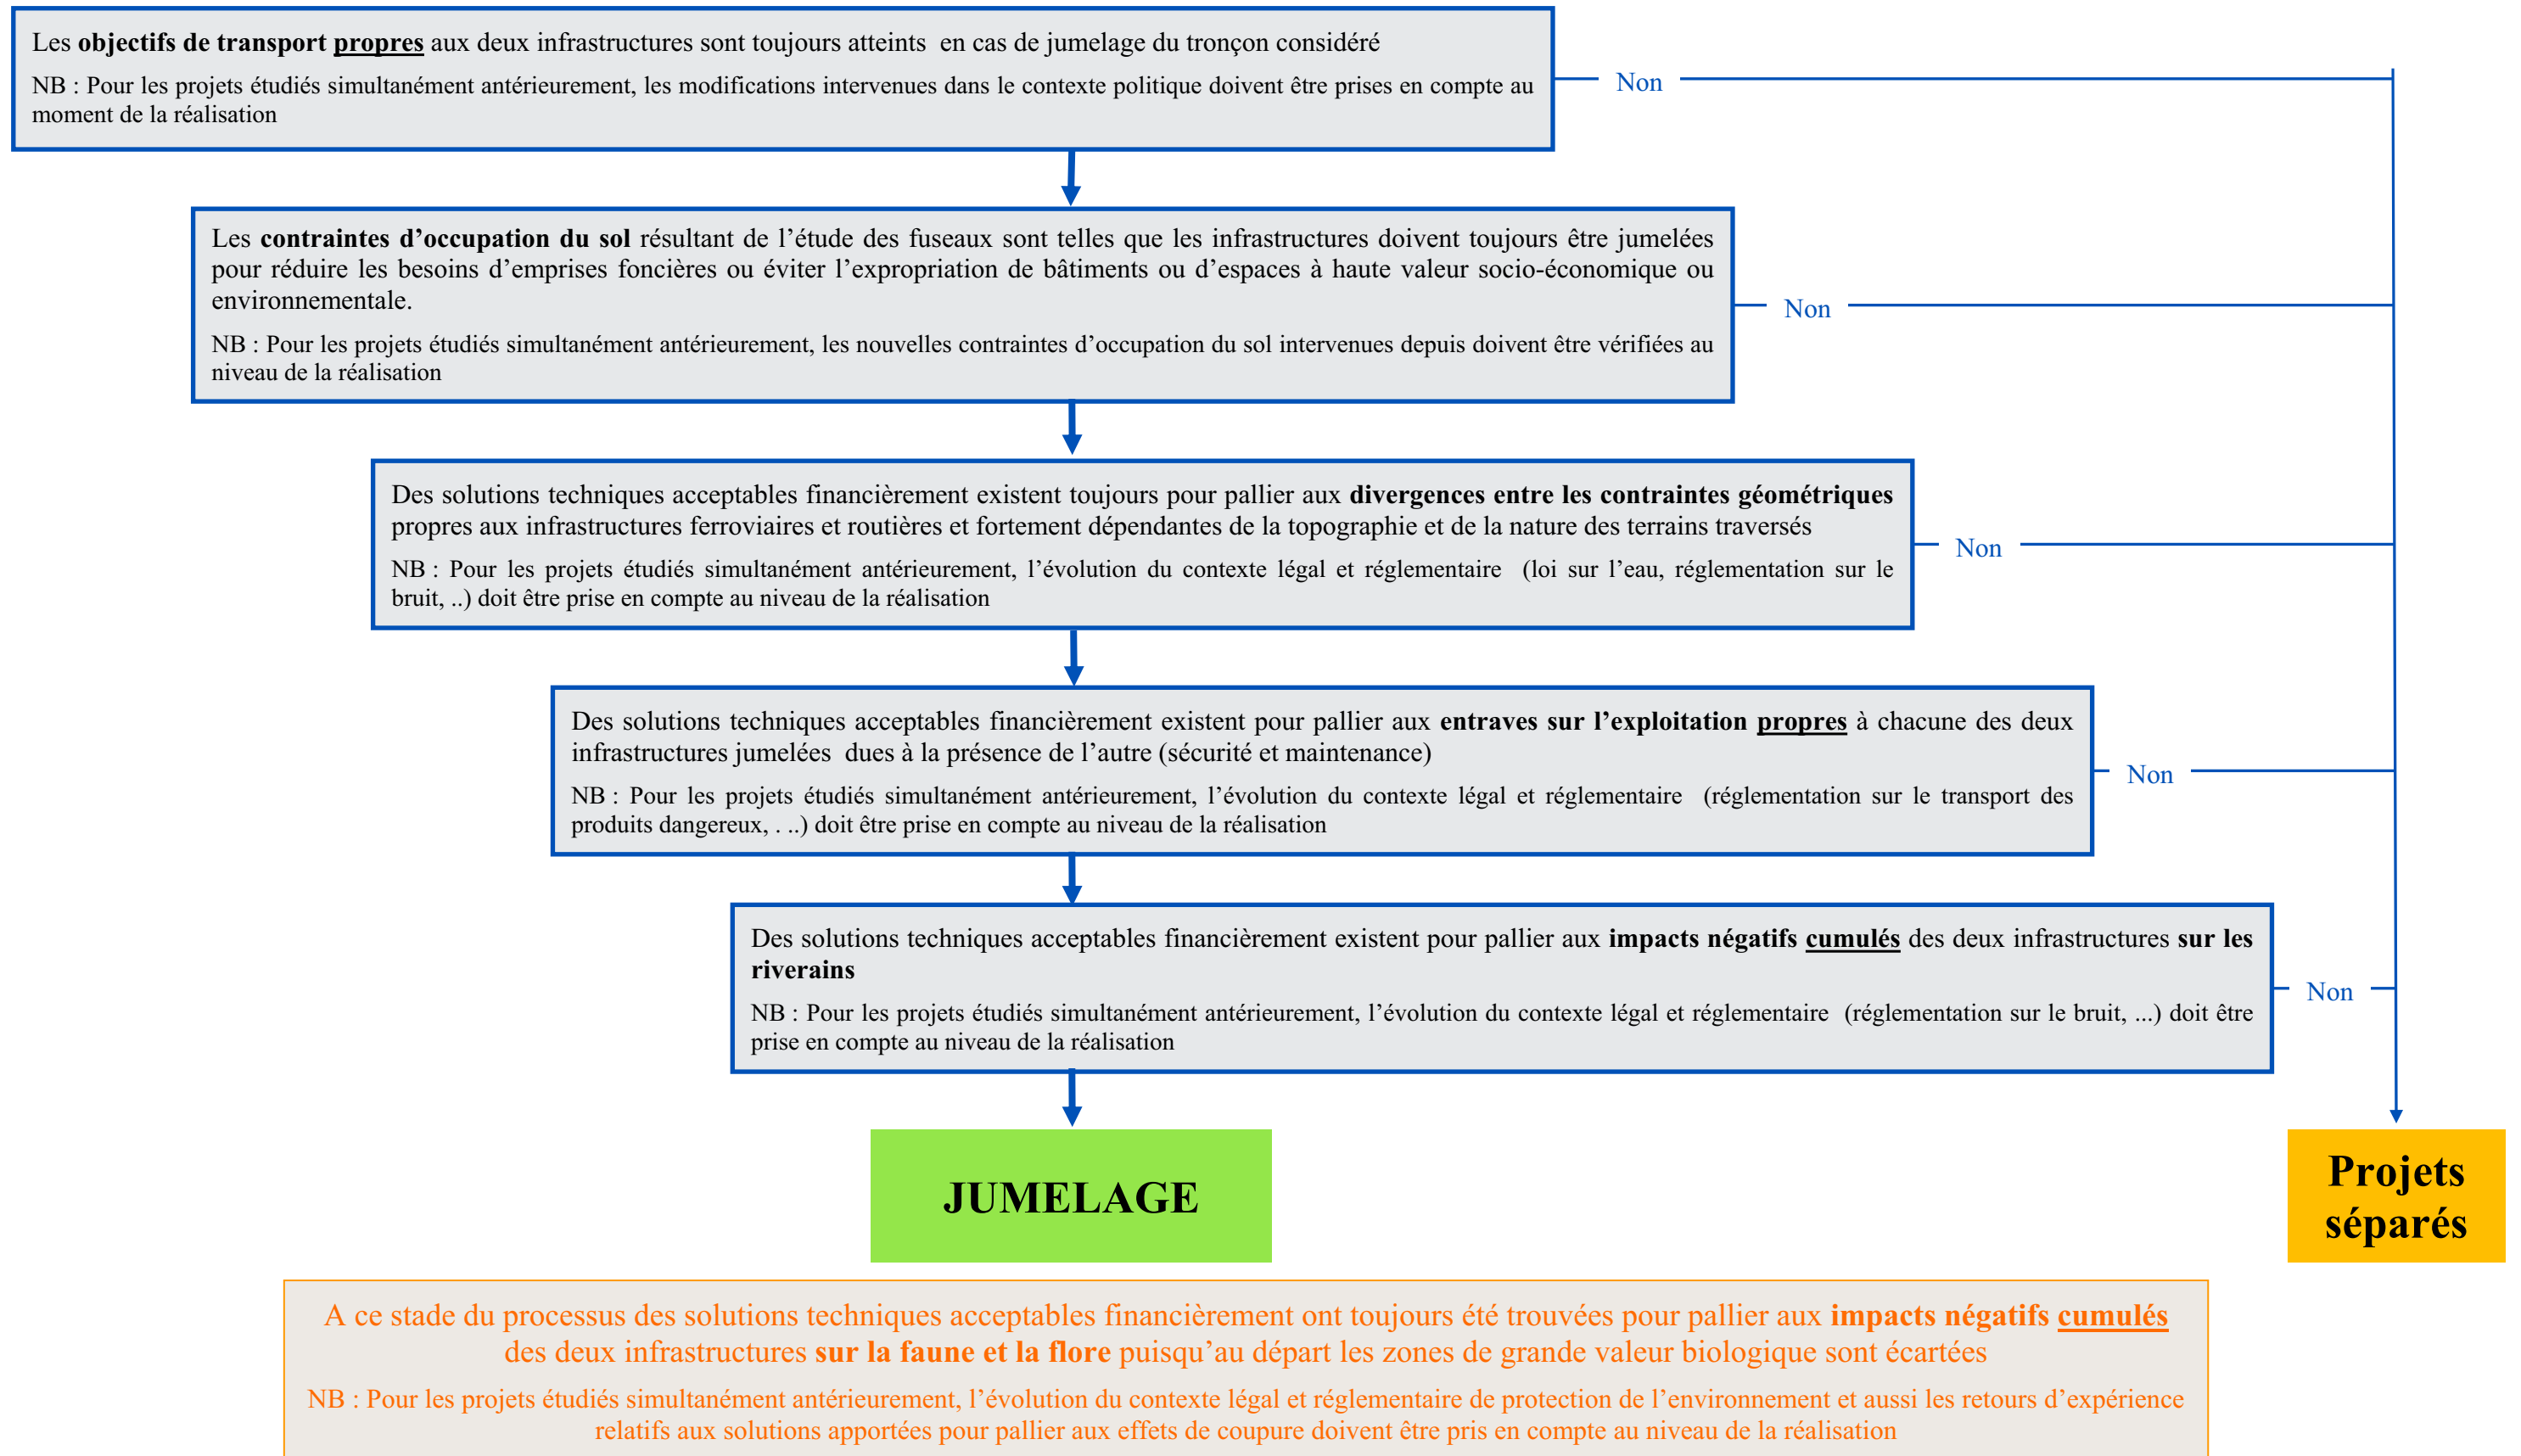 Les objectifs de transport propres aux deux infrastructures sont toujours atteints en cas de jumelage du tronçon considéré
NB : Pour les projets étudiés simultanément antérieurement, les modifications intervenues dans le contexte politique doivent être prises en compte au
moment de la réalisation
Non
Les contraintes d’occupation du sol résultant de l’étude des fuseaux sont telles que les infrastructures doivent toujours être jumelées
pour réduire les besoins d’emprises foncières ou éviter l’expropriation de bâtiments ou d’espaces à haute valeur socio-économique ou
environnementale.
NB : Pour les projets étudiés simultanément antérieurement, les nouvelles contraintes d’occupation du sol intervenues depuis doivent être vérifiées au
niveau de la réalisation
Non
Des solutions techniques acceptables financièrement existent toujours pour pallier aux divergences entre les contraintes géométriques
propres aux infrastructures ferroviaires et routières et fortement dépendantes de la topographie et de la nature des terrains traversés
NB : Pour les projets étudiés simultanément antérieurement, l’évolution du contexte légal et réglementaire (loi sur l’eau, réglementation sur le
bruit, ..) doit être prise en compte au niveau de la réalisation
Non
Des solutions techniques acceptables financièrement existent pour pallier aux entraves sur l’exploitation propres à chacune des deux
infrastructures jumelées dues à la présence de l’autre (sécurité et maintenance)
NB : Pour les projets étudiés simultanément antérieurement, l’évolution du contexte légal et réglementaire (réglementation sur le transport des
produits dangereux, . ..) doit être prise en compte au niveau de la réalisation
Non
Des solutions techniques acceptables financièrement existent pour pallier aux impacts négatifs cumulés des deux infrastructures sur les
riverains
NB : Pour les projets étudiés simultanément antérieurement, l’évolution du contexte légal et réglementaire (réglementation sur le bruit, ...) doit être
prise en compte au niveau de la réalisation
Non
JUMELAGE
Projets
séparés
A ce stade du processus des solutions techniques acceptables financièrement ont toujours été trouvées pour pallier aux impacts négatifs cumulés
des deux infrastructures sur la faune et la flore puisqu’au départ les zones de grande valeur biologique sont écartées
NB : Pour les projets étudiés simultanément antérieurement, l’évolution du contexte légal et réglementaire de protection de l’environnement et aussi les retours d’expérience
relatifs aux solutions apportées pour pallier aux effets de coupure doivent être pris en compte au niveau de la réalisation